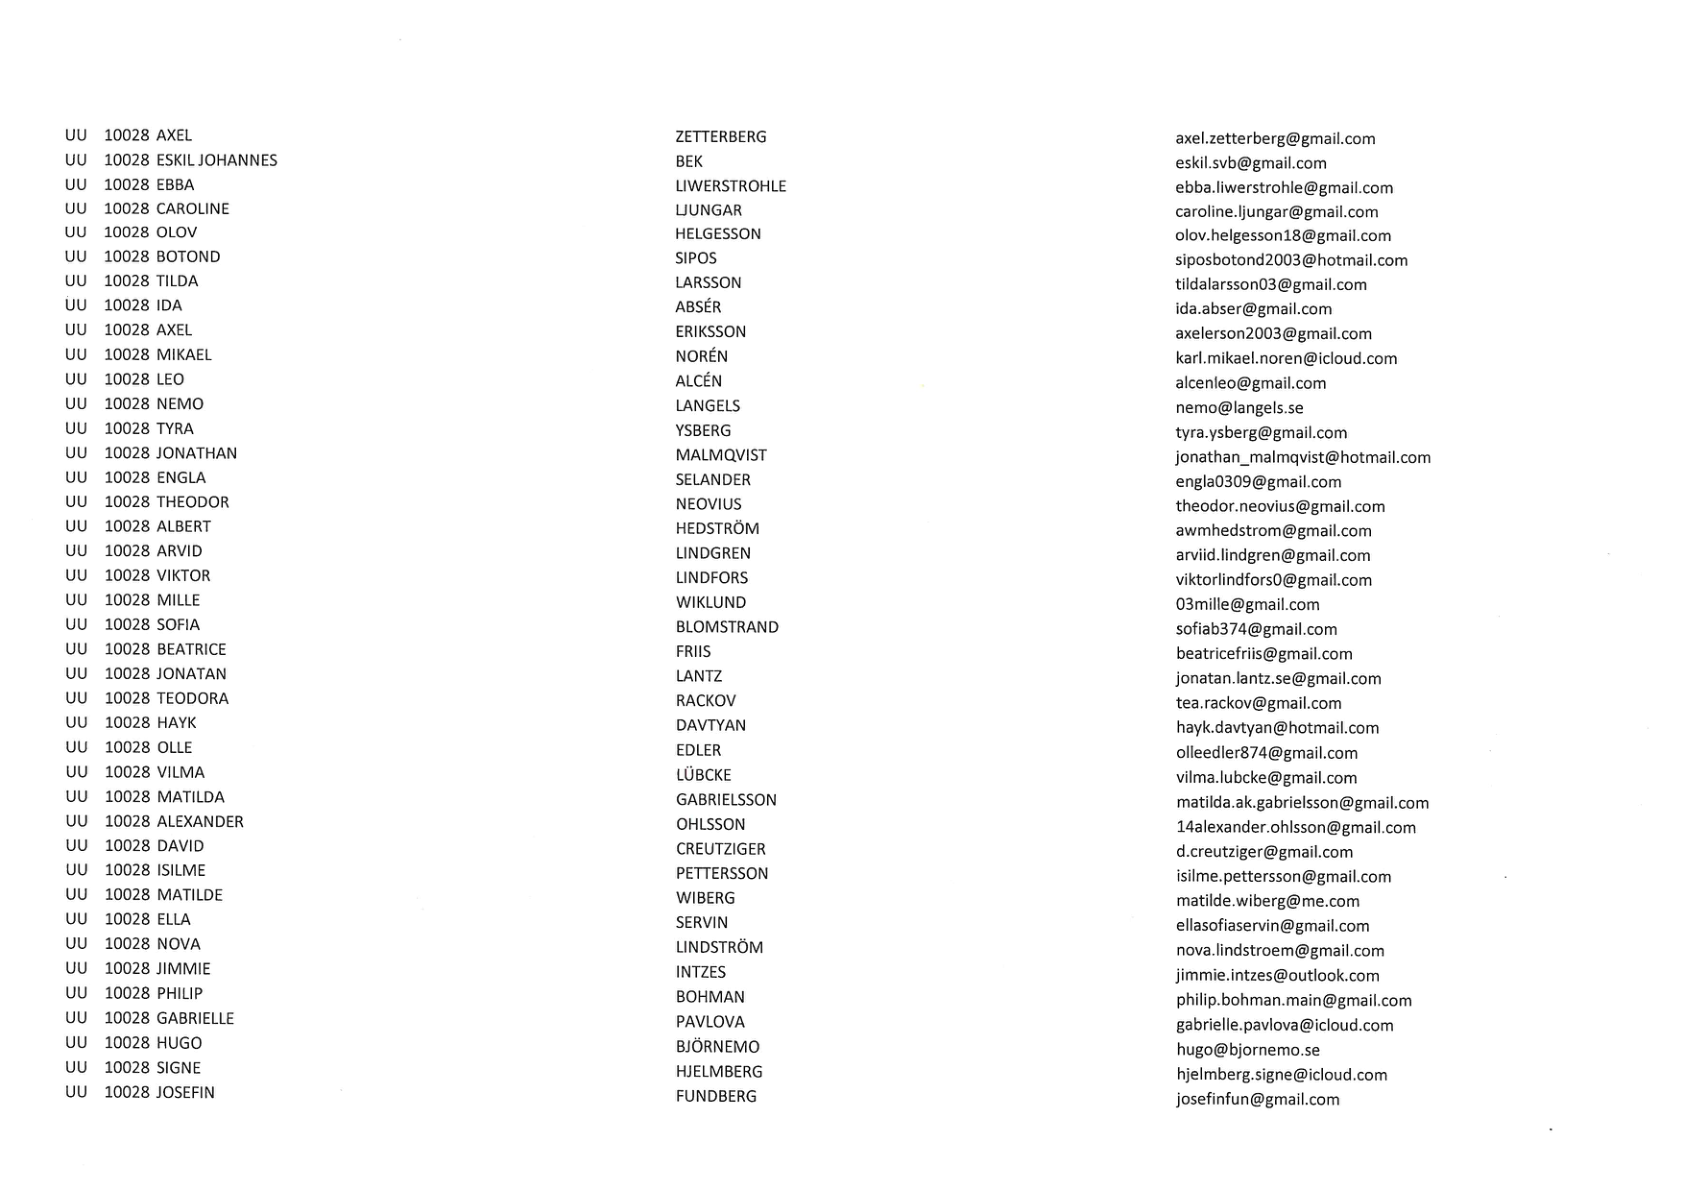 UU 10028 AXEL ZETTERBERG axel.zetterberg@gmail.com
UU 10028 ESKIL JOHANNES BEK eskil.svb@gmail.com
UU 10028 EBBA LIWERSTROHLE ebba.liwerstrohle@gmail.com
UU 10028 CAROLINE LJUNGAR caroline.ljungar@gmail.com
UU 10028 OLOV HELGESSON olov.helgesson18@gmail.com
UU 10028 BOTOND SIPOS siposbotond2003@hotmail.com
UU 10028 TILDA LARSSON tildalarsson03@gmail.com
UU 10028 IDA ABSÉR ida.abser@gmail.com
UU 10028 AXEL ERIKSSON axelerson2003@gmail.com
UU 10028 MIKAEL NORÉN karl.mikael.noren@icloud.com
UU 10028 LEO ALCÉN alcenleo@gmail.com
UU 10028 NEMO LANGELS nemo@langels.se
UU 10028 TYRA YSBERG tyra.ysberg@gmail.com
UU 10028 JONATHAN MALMQVIST jonathan_malmqvist@hotmail.com
UU 10028 ENGLA SELANDER engla0309@gmail.com
UU 10028 THEODOR NEOVIUS theodor.neovius@gmail.com
UU 10028 ALBERT HEDSTRÖM awmhedstrom@gmail.com
UU 10028 ARVID LINDGREN arviid.lindgren@gmail.com
UU 10028 VIKTOR LINDFORS viktorlindfors0@gmail.com
UU 10028 MILLE WIKLUND 03mille@gmail.com
UU 10028 SOFIA BLOMSTRAND sofiab374@gmail.com
UU 10028 BEATRICE FRIIS beatricefriis@gmail.com
UU 10028 JONATAN LANTZ jonatan.lantz.se@gmail.com
UU 10028 TEODORA RACKOV tea.rackov@gmail.com
UU 10028 HAYK DAVTYAN hayk.davtyan@hotmail.com
UU 10028 OLLE EDLER olleedler874@gmail.com
UU 10028 VILMA LÜBCKE vilma.lubcke@gmail.com
UU 10028 MATILDA GABRIELSSON matilda.ak.gabrielsson@gmail.com
UU 10028 ALEXANDER OHLSSON 14alexander.ohlsson@gmail.com
UU 10028 DAVID CREUTZIGER d.creutziger@gmail.com
UU 10028 ISILME PETTERSSON isilme.pettersson@gmail.com
UU 10028 MATILDE WIBERG matilde.wiberg@me.com
UU 10028 ELLA SERVIN ellasofiaservin@gmail.com
UU 10028 NOVA LINDSTRÖM nova.lindstroem@gmail.com
UU 10028 JIMMIE INTZES jimmie.intzes@outlook.com
UU 10028 PHILIP BOHMAN philip.bohman.main@gmail.com
UU 10028 GABRIELLE PAVLOVA gabrielle.pavlova@icloud.com
UU 10028 HUGO BJÖRNEMO hugo@bjornemo.se
UU 10028 SIGNE HJELMBERG hjelmberg.signe@icloud.com
UU 10028 JOSEFIN FUNDBERG josefinfun@gmail.com